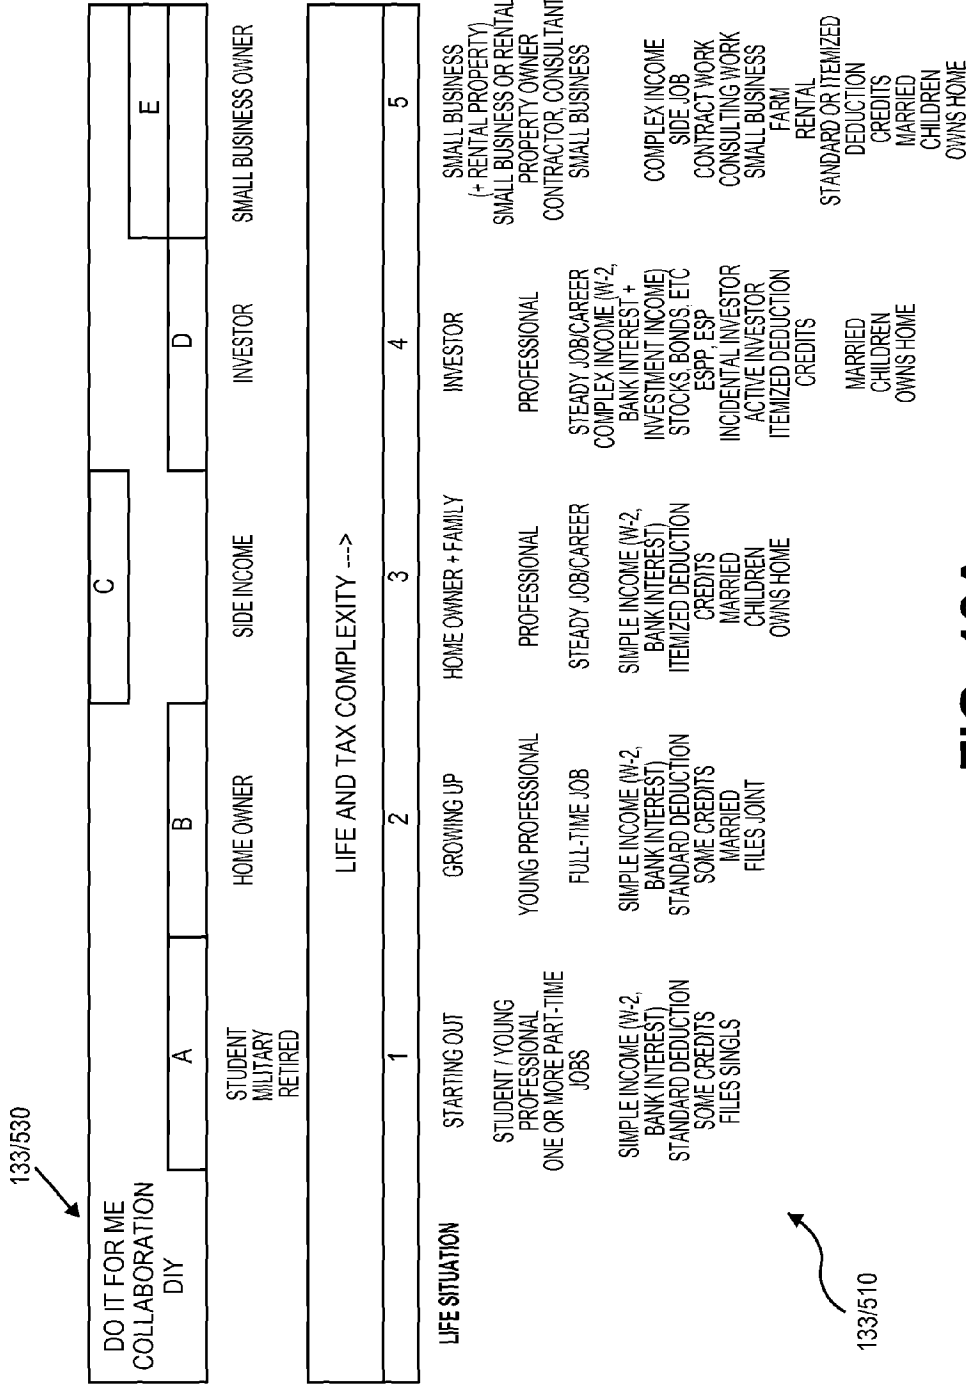 133/530
DO IT FOR ME
COLLABORATION
DIY
A
B
C
D
E
STUDENT
MILITARY
RETIRED
HOME OWNER
SIDE INCOME
INVESTOR
SMALL BUSINESS OWNER
LIFE AND TAX COMPLEXITY --->
1
2
3
4
5
LIFE SITUATION
STARTING OUT
STUDENT / YOUNG
PROFESSIONAL
ONE OR MORE PART-TIME
JOBS
SIMPLE INCOME (W-2,
BANK INTEREST)
STANDARD DEDUCTION
SOME CREDITS
FILES SINGLS
GROWING UP
YOUNG PROFESSIONAL
FULL-TIME JOB
SIMPLE INCOME (W-2,
BANK INTEREST)
STANDARD DEDUCTION
SOME CREDITS
MARRIED
FILES JOINT
HOME OWNER + FAMILY
PROFESSIONAL
STEADY JOB/CAREER
SIMPLE INCOME (W-2,
BANK INTEREST)
ITEMIZED DEDUCTION
CREDITS
MARRIED
CHILDREN
OWNS HOME
INVESTOR
PROFESSIONAL
STEADY JOB/CAREER
COMPLEX INCOME (W-2,
BANK INTEREST +
INVESTMENT INCOME)
STOCKS, BONDS, ETC
ESPP, ESP
INCIDENTAL INVESTOR
ACTIVE INVESTOR
ITEMIZED DEDUCTION
CREDITS
MARRIED
CHILDREN
OWNS HOME
SMALL BUSINESS
(+ RENTAL PROPERTY)
SMALL BUSINESS OR RENTAL
PROPERTY OWNER
CONTRACTOR, CONSULTANT
SMALL BUSINESS
COMPLEX INCOME
SIDE JOB
CONTRACT WORK
CONSULTING WORK
SMALL BUSINESS
FARM
RENTAL
STANDARD OR ITEMIZED
DEDUCTION
CREDITS
MARRIED
CHILDREN
OWNS HOME
133/510